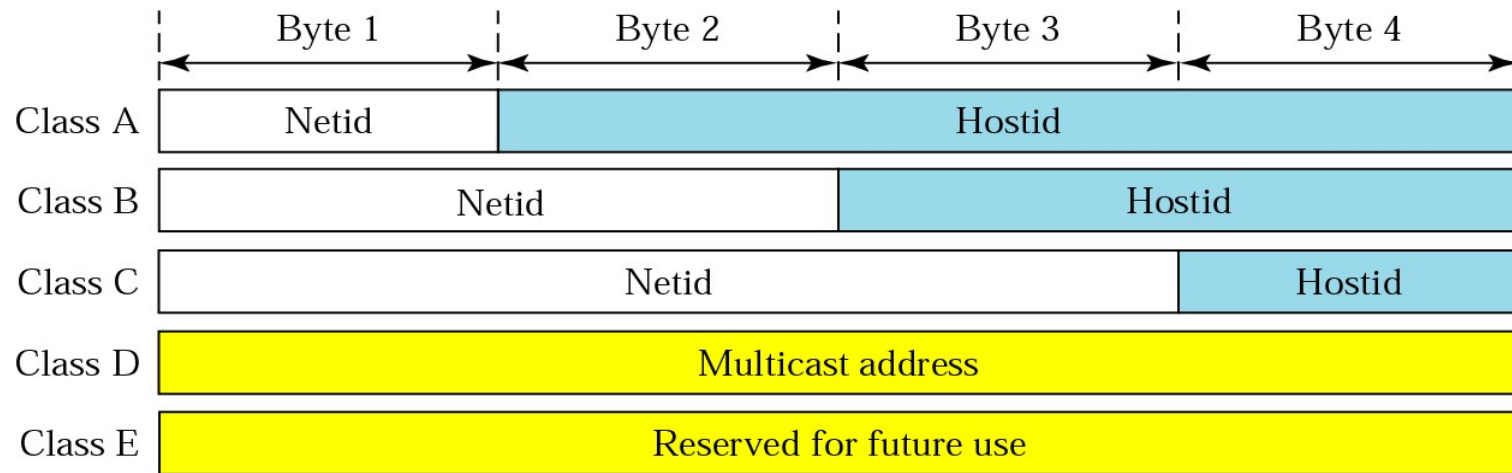 Byte 1 Byte 2 Byte 3 Byte 4
Class A Netid Hostid
Class B Netid Hostid
Class C Netid Hostid
Class D Multicast address
Class E Reserved for future use